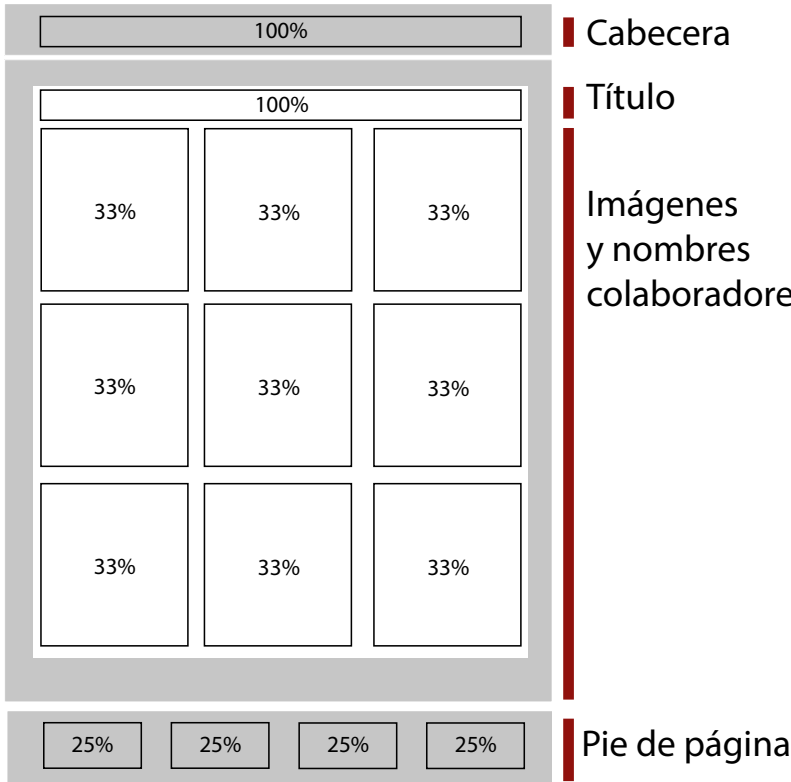 100%
Cabecera
100%
Título
33% 33% 33%
Imágenes
y nombres
colaboradore
33% 33% 33%
33% 33% 33%
25% 25% 25% 25%
Pie de página